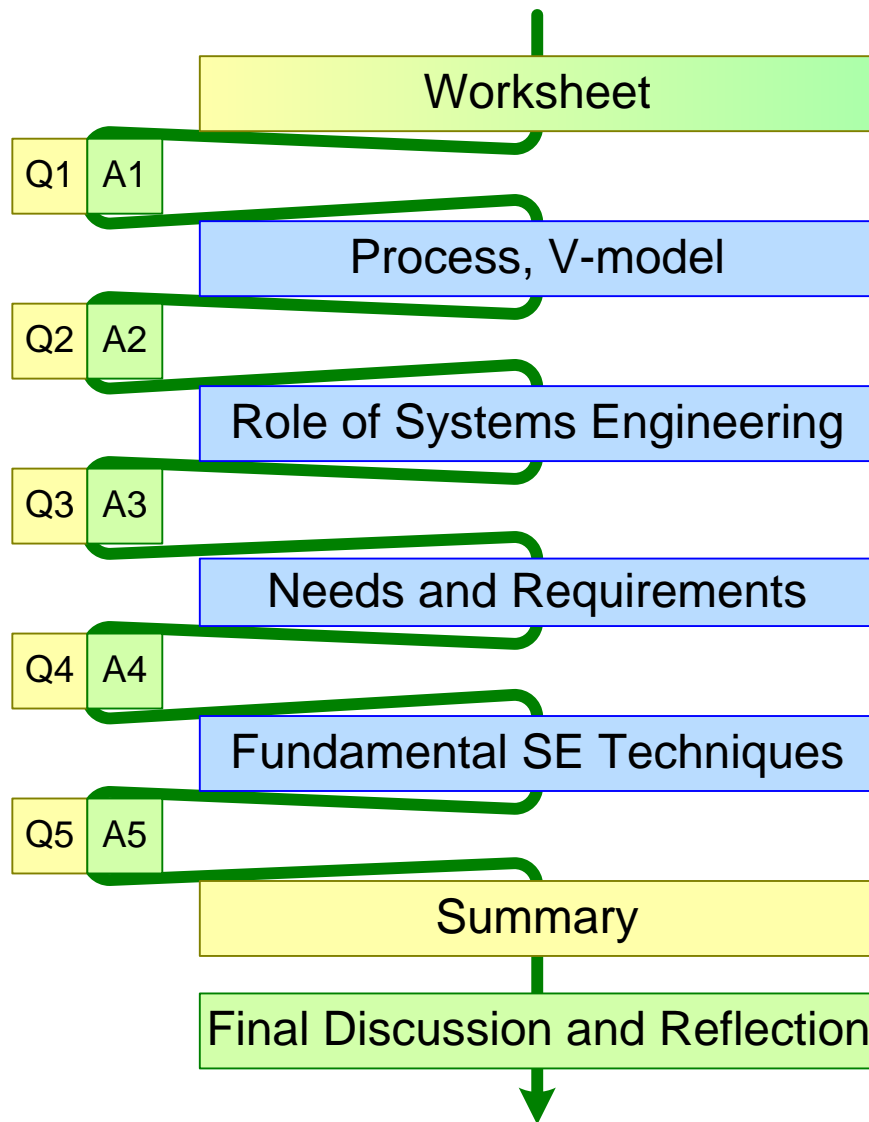 Worksheet
Q1 A1
Process, V-model
Q2 A2
Role of Systems Engineering
Q3 A3
Needs and Requirements
Q4 A4
Fundamental SE Techniques
Q5 A5
Summary
Final Discussion and Reflection